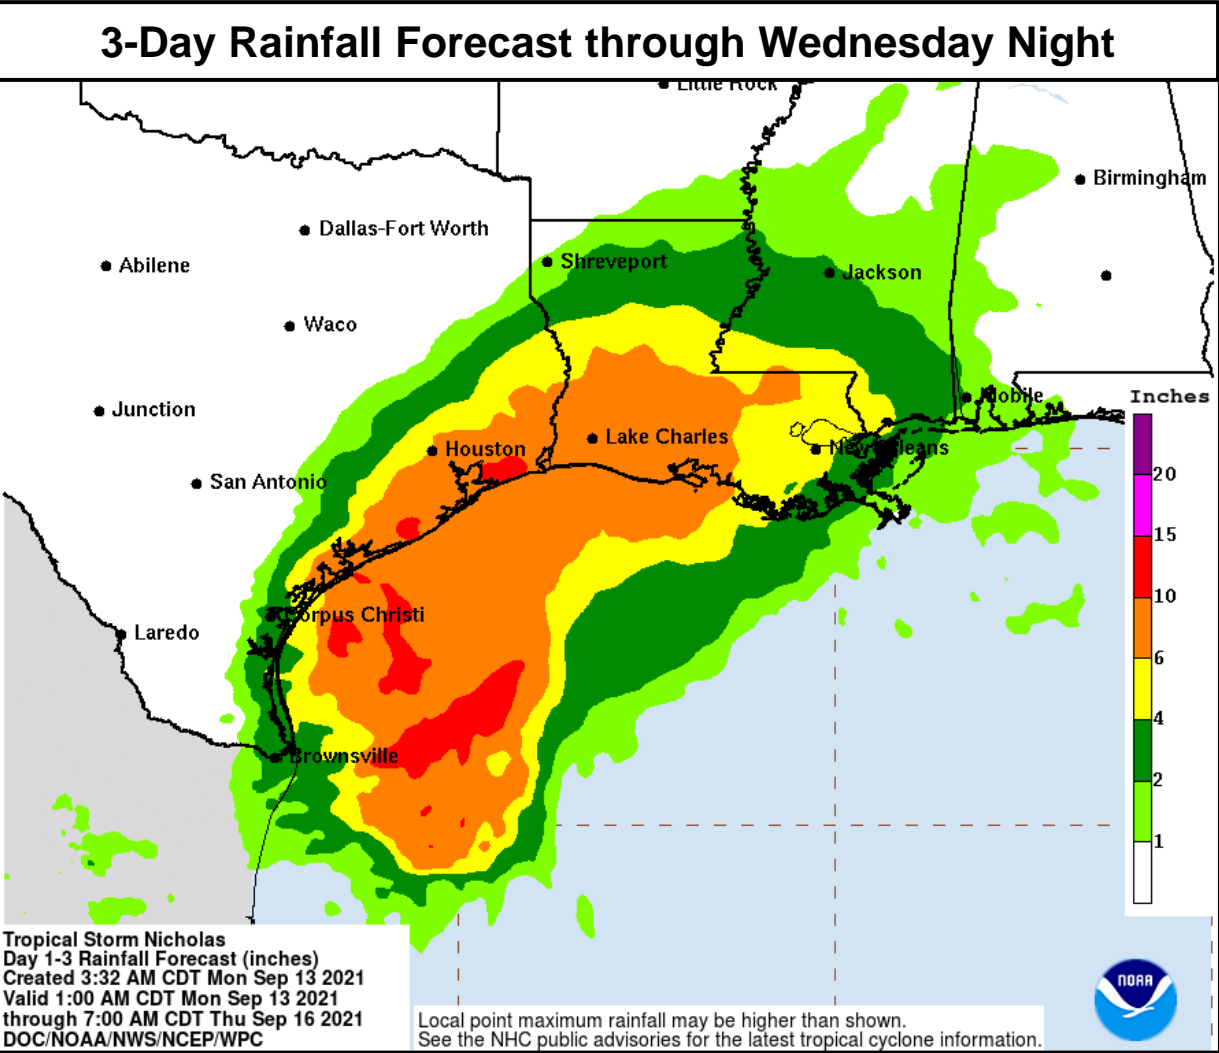 3-Day Rainfall Forecast through Wednesday Night
Little Rock
Birmingham
Dallas-Fort Worth
Abilene
Shreveport
Jackson
Waco
Mobile
Junction
Inches
Houston
Lake Charles
New Orleans
San Antonio
20
15
10
Corpus Christi
Laredo
6
4
Brownsville
2
1
Tropical Storm Nicholas
Day 1-3 Rainfall Forecast (inches)
Created 3:32 AM CDT Mon Sep 13 2021
Valid 1:00 AM CDT Mon Sep 13 2021
through 7:00 AM CDT Thu Sep 16 2021
DOC/NOAA/NWS/NCEP/WPC
NOAA
Local point maximum rainfall may be higher than shown.
See the NHC public advisories for the latest tropical cyclone information.